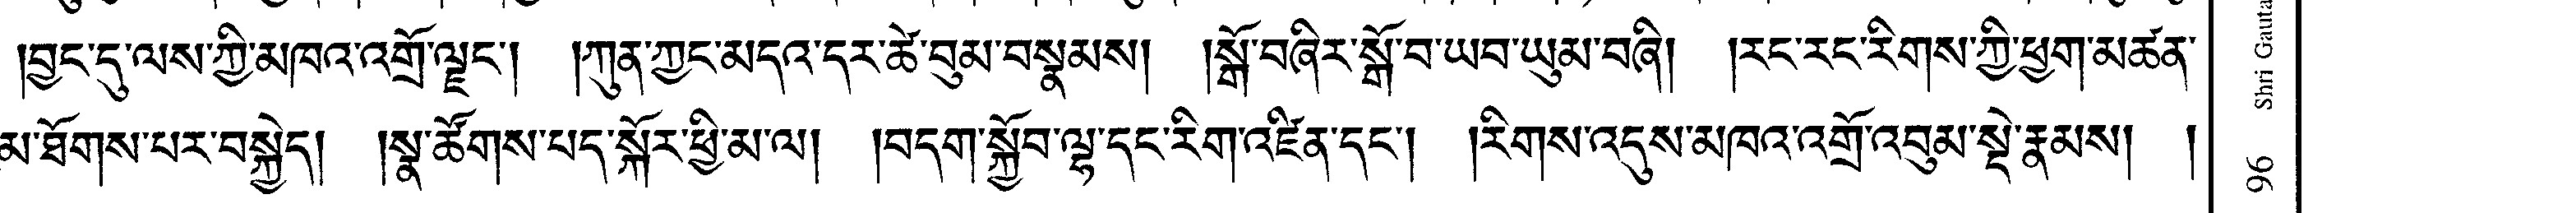 །བྱང་དུ་ལས་ཀྱི་མཁའ་འགྲོ་ལྗང་། །ཀུན་ཀྱང་མདའ་དར་ཚེ་བུམ་བསྣམས། །སྒོ་བཞིར་སྒོ་བ་ཡབ་ཡུམ་བཞི། །རང་རང་རིགས་ཀྱི་ཕྱག་མཚན་
མ་ཐོགས་པར་བསྐྱེད། །སྣ་ཚོགས་པད་སྐོར་ཕྱི་མ་ལ། །བདག་སྐྱོབ་ལྷ་དང་རིག་འཛིན་དང་། །རིགས་འདུས་མཁའ་འགྲོ་འབུམ་སྡེ་རྣམས། །
Shri Gauta
96